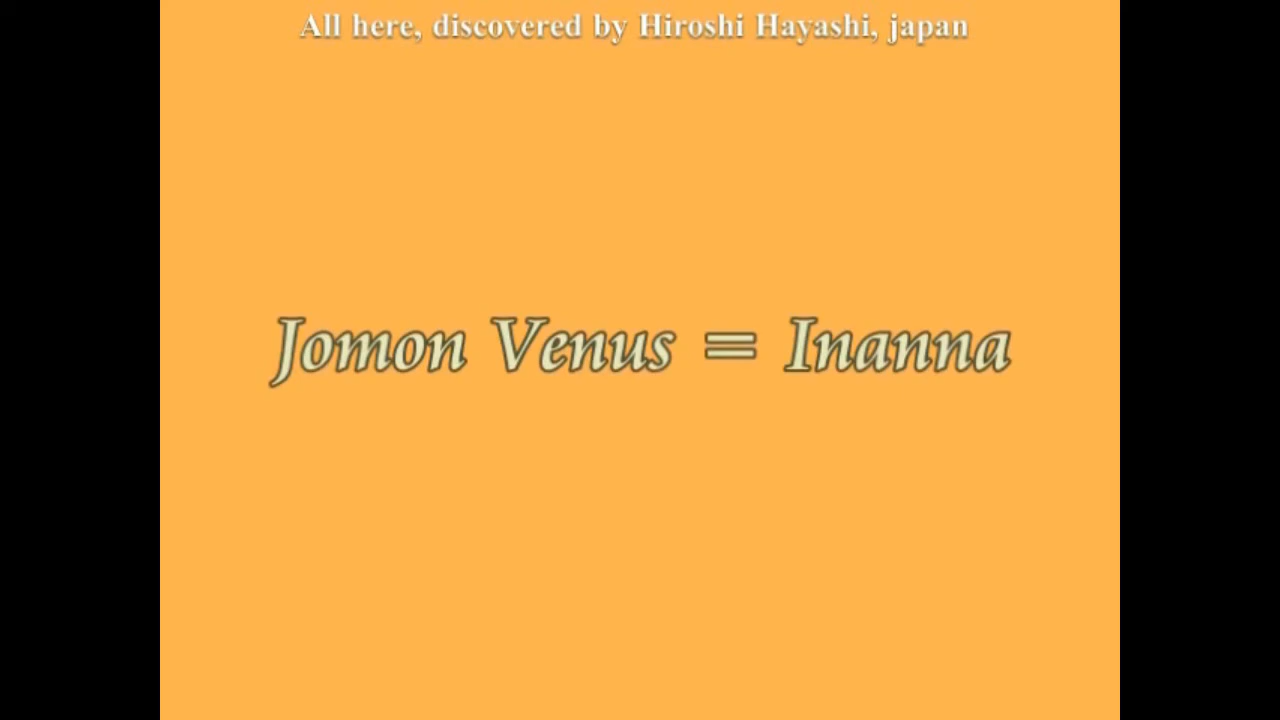 All here, discovered by Hiroshi Hayashi, japan
Jomon Venus = Inanna